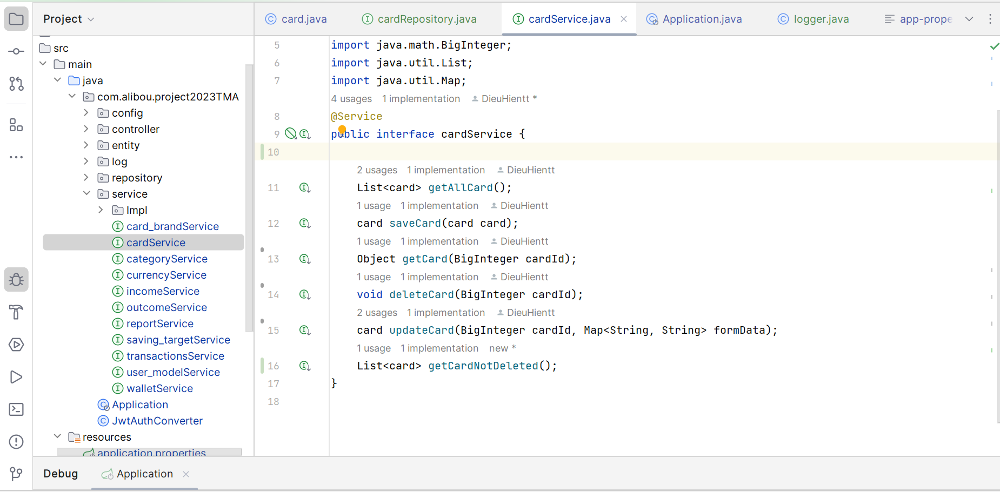 Project
card.java
cardRepository.java
cardService.java
Application.java
logger.java
app-prope
src
main
java
com.alibou.project2023TMA
config
controller
entity
log
repository
service
Impl
card_brandService
cardService
categoryService
currencyService
incomeService
outcomeService
reportService
saving_targetService
transactionsService
user_modelService
walletService
Application
JwtAuthConverter
resources
application.properties
5 import java.math.BigInteger;
6 import java.util.List;
7 import java.util.Map;
4 usages 1 implementation DieuHientt *
8 @Service
9 public interface cardService {
10
2 usages 1 implementation DieuHientt
11 List<card> getAllCard();
1 usage 1 implementation DieuHientt
12 card saveCard(card card);
1 usage 1 implementation DieuHientt
13 Object getCard(BigInteger cardId);
1 usage 1 implementation DieuHientt
14 void deleteCard(BigInteger cardId);
2 usages 1 implementation DieuHientt
15 card updateCard(BigInteger cardId, Map<String, String> formData);
1 usage 1 implementation new *
16 List<card> getCardNotDeleted();
17 }
18
Debug
Application